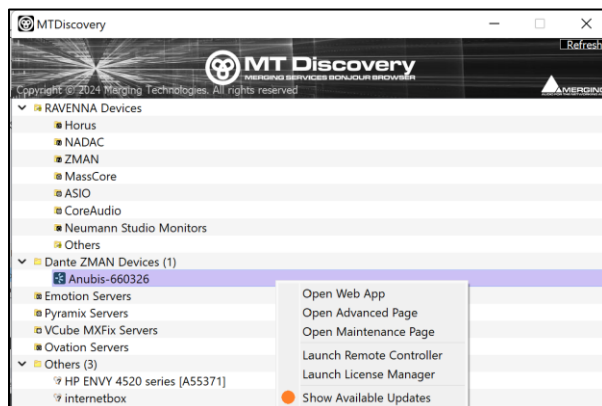 MTDiscovery
Refresh
MT Discovery
MERGING SERVICES BONJOUR BROWSER
Copyright © 2024 Merging Technologies. All rights reserved
MERGING
RAVENNA Devices
Horus
NADAC
ZMAN
MassCore
ASIO
CoreAudio
Neumann Studio Monitors
Others
Dante ZMAN Devices (1)
Anubis-660326
Emotion Servers
Pyramix Servers
VCube MXFix Servers
Ovation Servers
Others (3)
HP ENVY 4520 series [A55371]
internetbox
Open Web App
Open Advanced Page
Open Maintenance Page
Launch Remote Controller
Launch License Manager
Show Available Updates